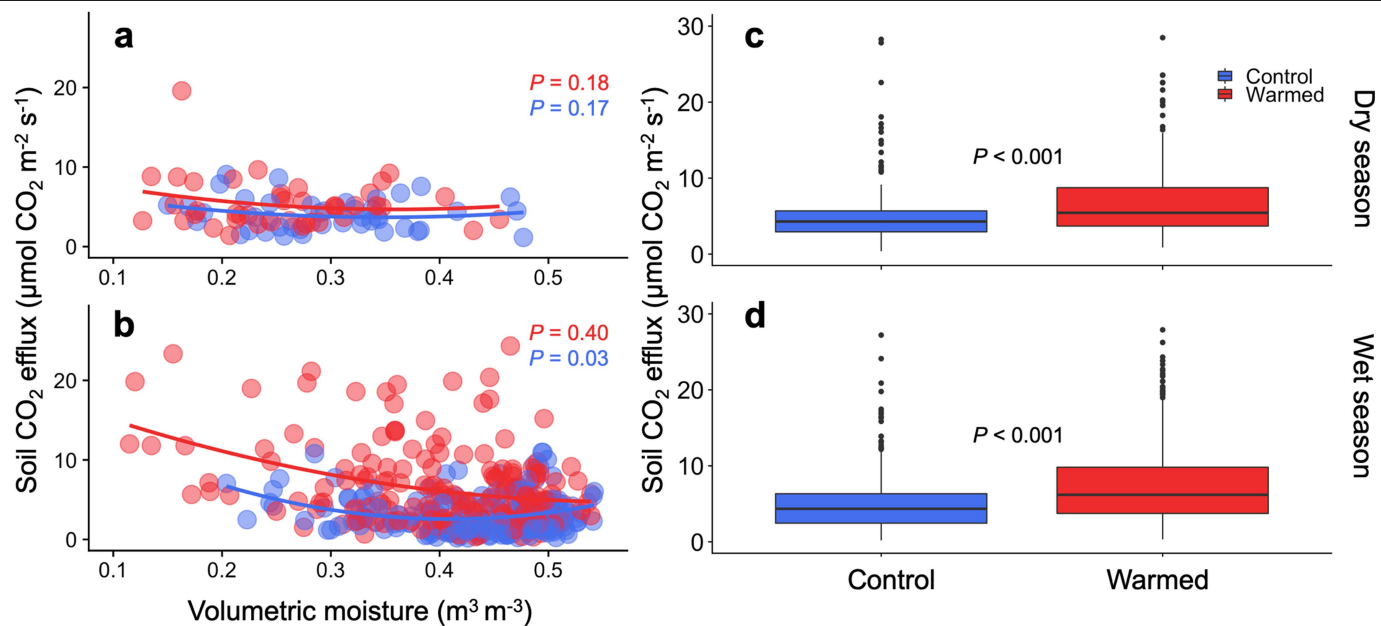 a
P = 0.18
P = 0.17
20
10
0
0.1 0.2 0.3 0.4 0.5
b
P = 0.40
P = 0.03
20
10
0
0.1 0.2 0.3 0.4 0.5
Volumetric moisture (m³ m⁻³)
Soil CO₂ efflux (µmol CO₂ m⁻² s⁻¹)
c
Control
Warmed
P < 0.001
30
20
10
0
Dry season
d
P < 0.001
30
20
10
0
Wet season
Control Warmed
Soil CO₂ efflux (µmol CO₂ m⁻² s⁻¹)